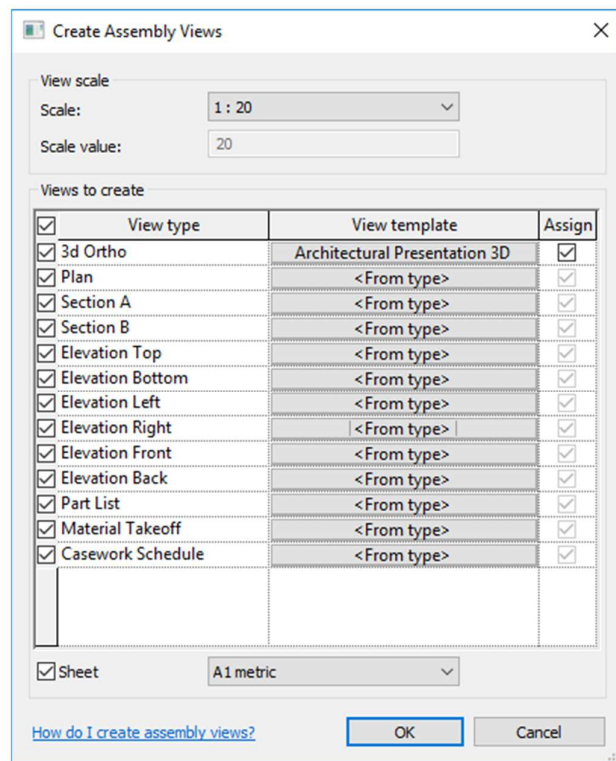 Create Assembly Views
View scale
Scale: 1 : 20
Scale value: 20
Views to create
View type View template Assign
3d Ortho Architectural Presentation 3D
Plan <From type>
Section A <From type>
Section B <From type>
Elevation Top <From type>
Elevation Bottom <From type>
Elevation Left <From type>
Elevation Right <From type>
Elevation Front <From type>
Elevation Back <From type>
Part List <From type>
Material Takeoff <From type>
Casework Schedule <From type>
Sheet A1 metric
How do I create assembly views? OK Cancel